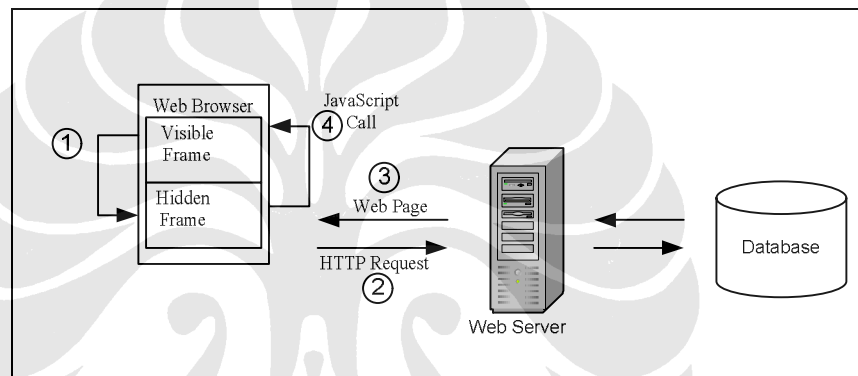 Web Browser
Visible
Frame
Hidden
Frame
1
JavaScript
4 Call
3
Web Page
HTTP Request
2
Web Server
Database